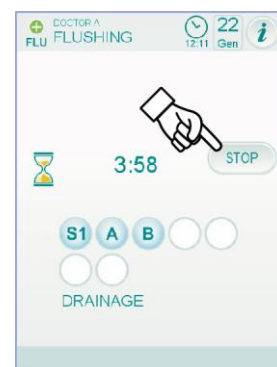 DOCTOR A
FLU FLUSHING
12:11
22
Gen
i
3:58
STOP
S1 A B
DRAINAGE